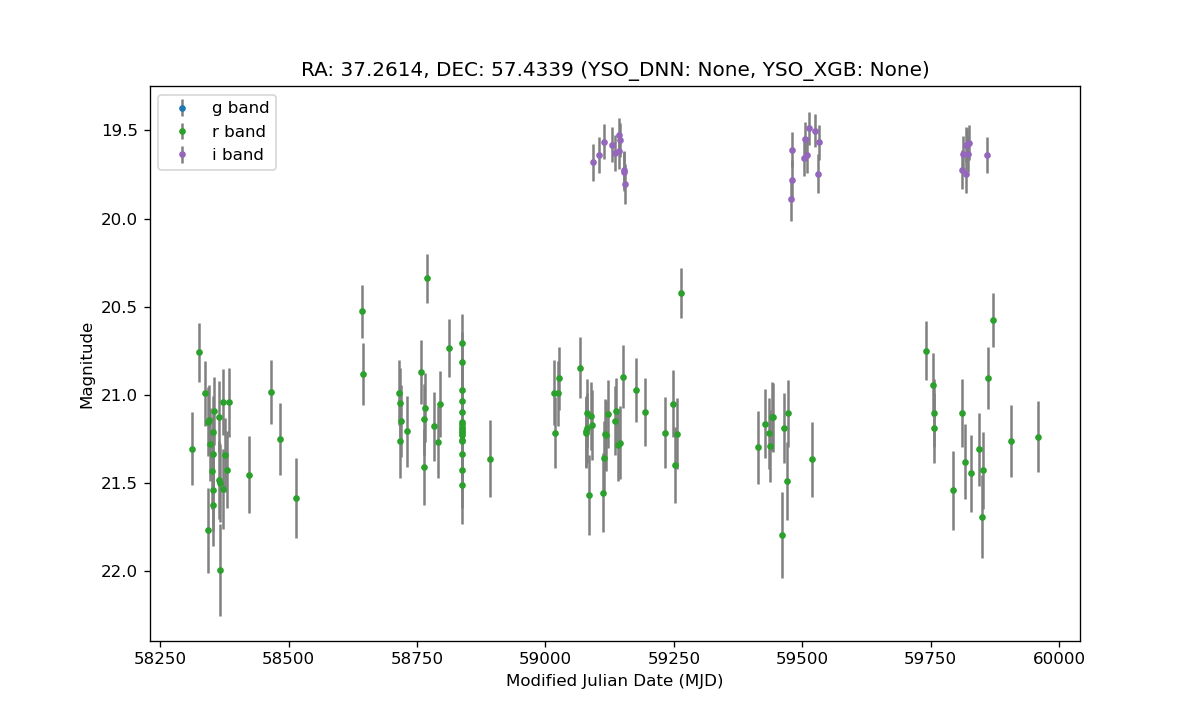 RA: 37.2614, DEC: 57.4339 (YSO_DNN: None, YSO_XGB: None)
g band
r band
i band
19.5
20.0
20.5
21.0
21.5
22.0
Magnitude
58250 58500 58750 59000 59250 59500 59750 60000
Modified Julian Date (MJD)